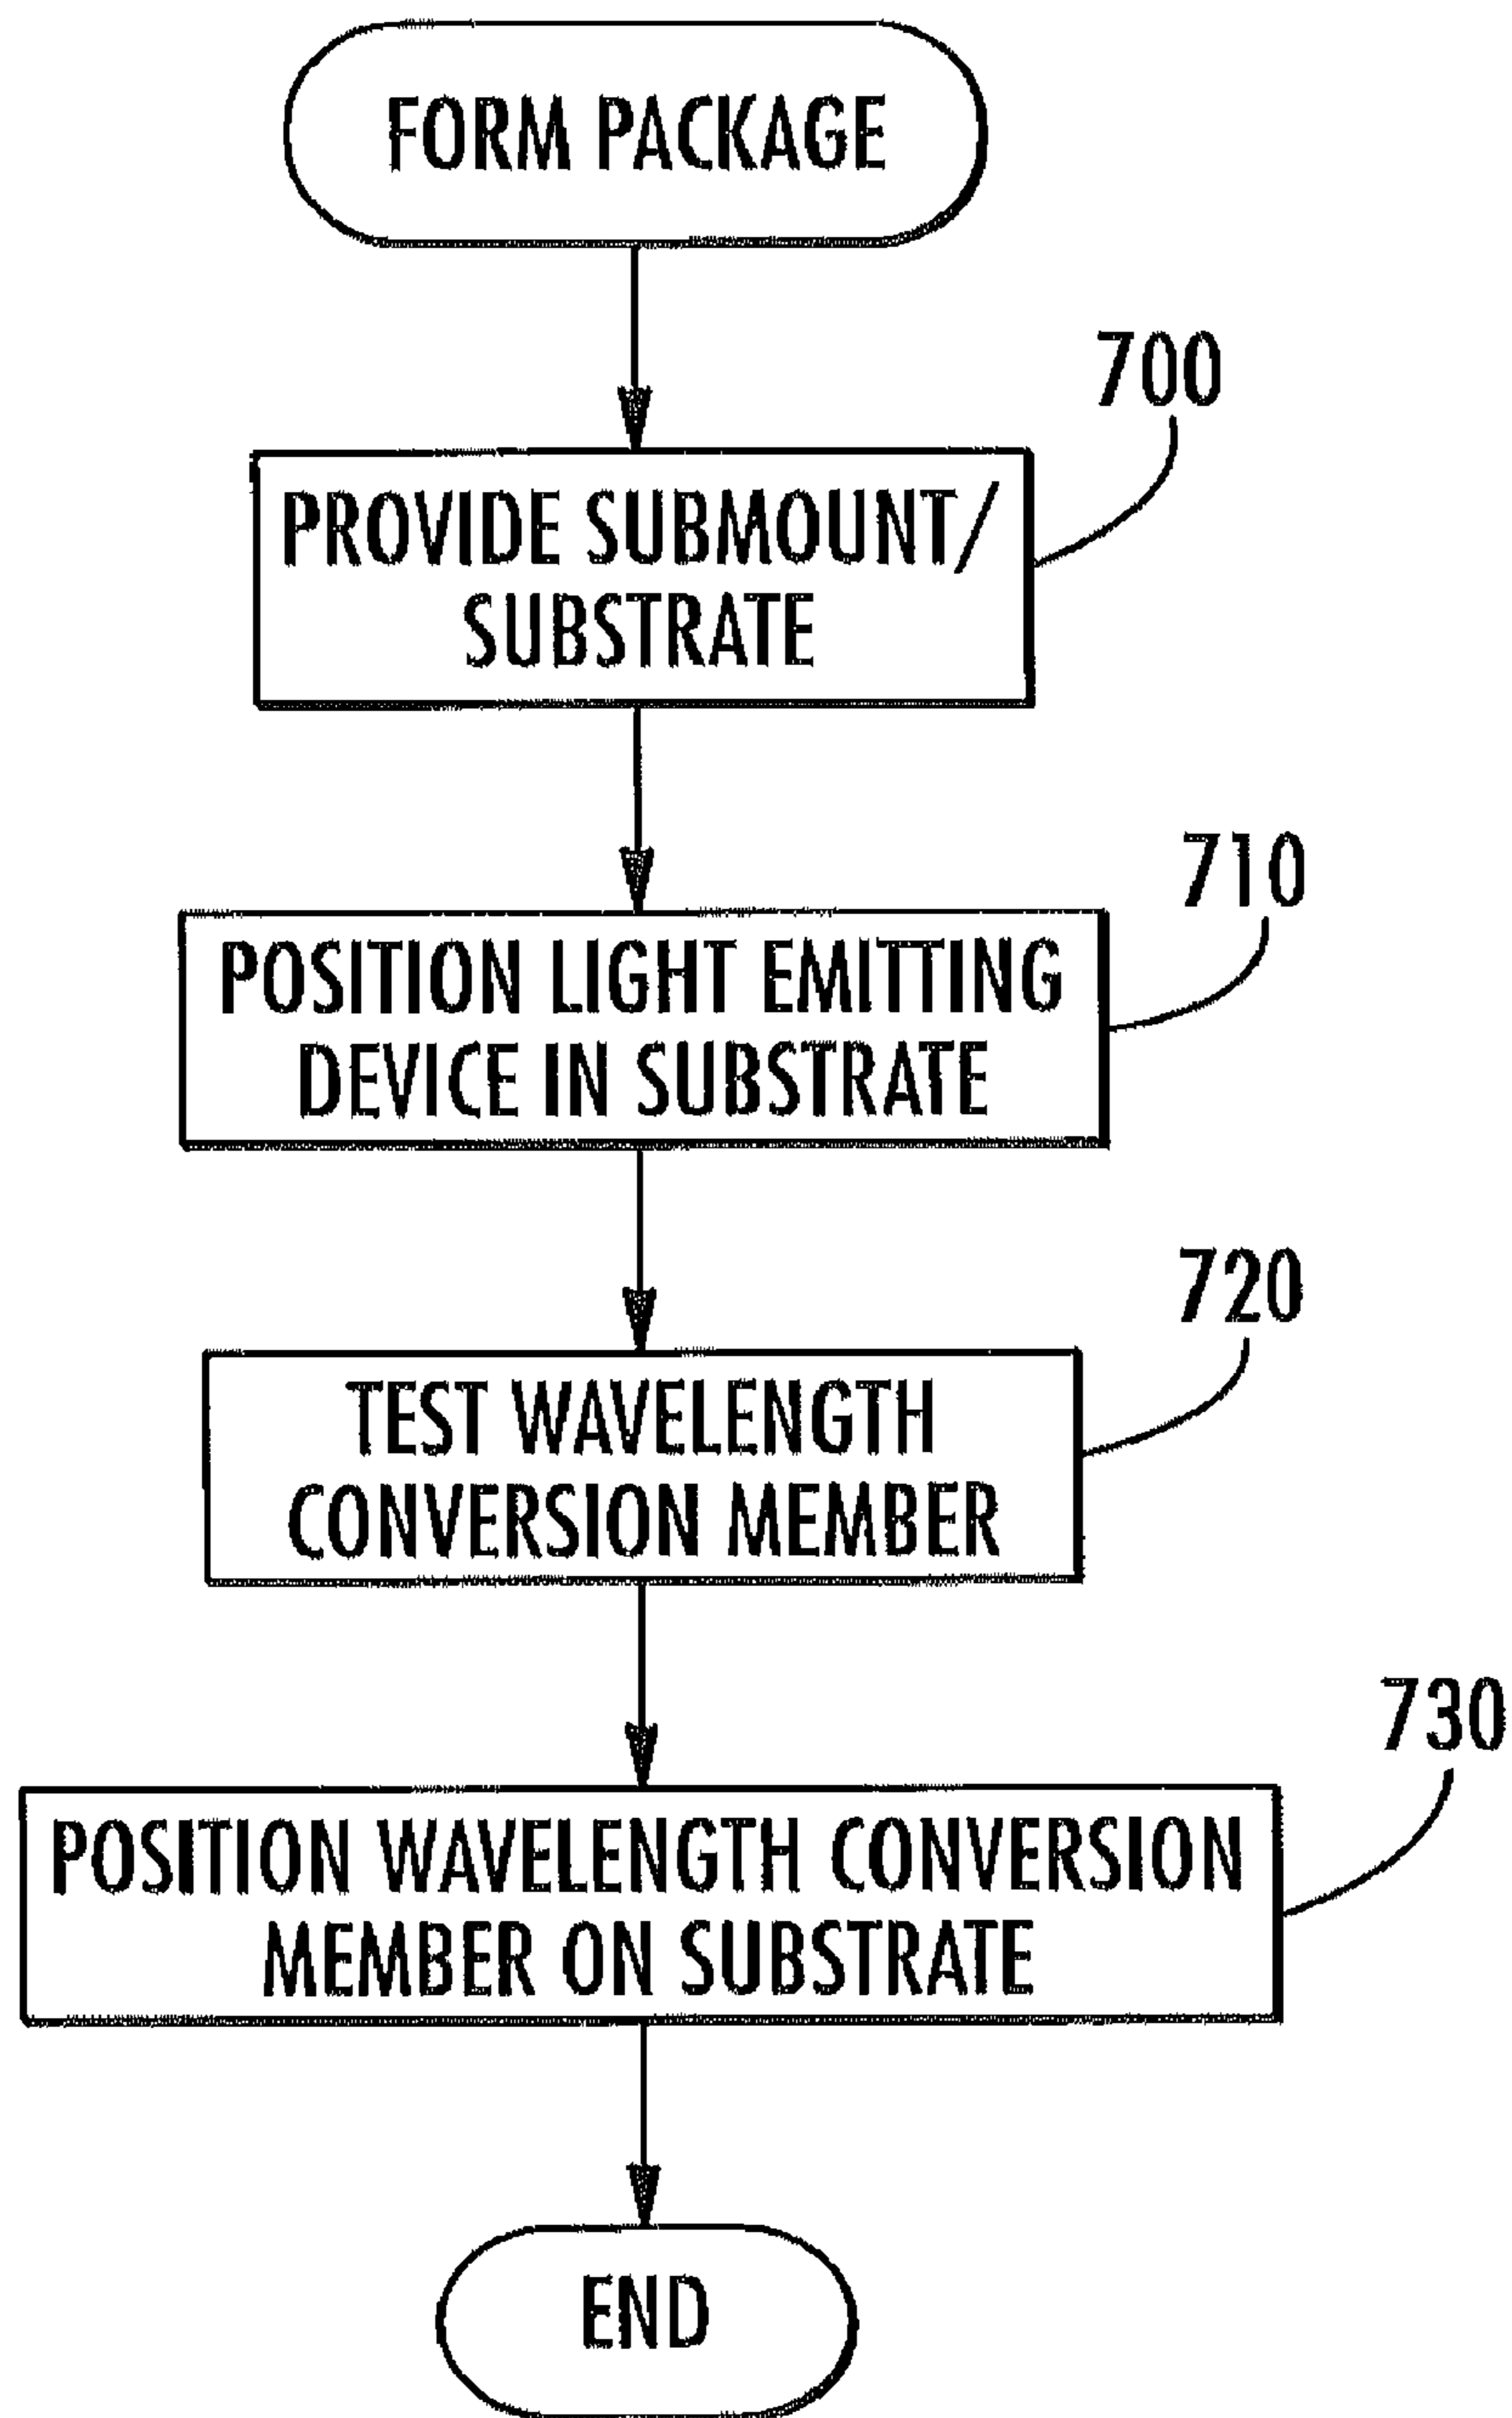 FORM PACKAGE
700
PROVIDE SUBMOUNT/
SUBSTRATE
710
POSITION LIGHT EMITTING
DEVICE IN SUBSTRATE
720
TEST WAVELENGTH
CONVERSION MEMBER
730
POSITION WAVELENGTH CONVERSION
MEMBER ON SUBSTRATE
END